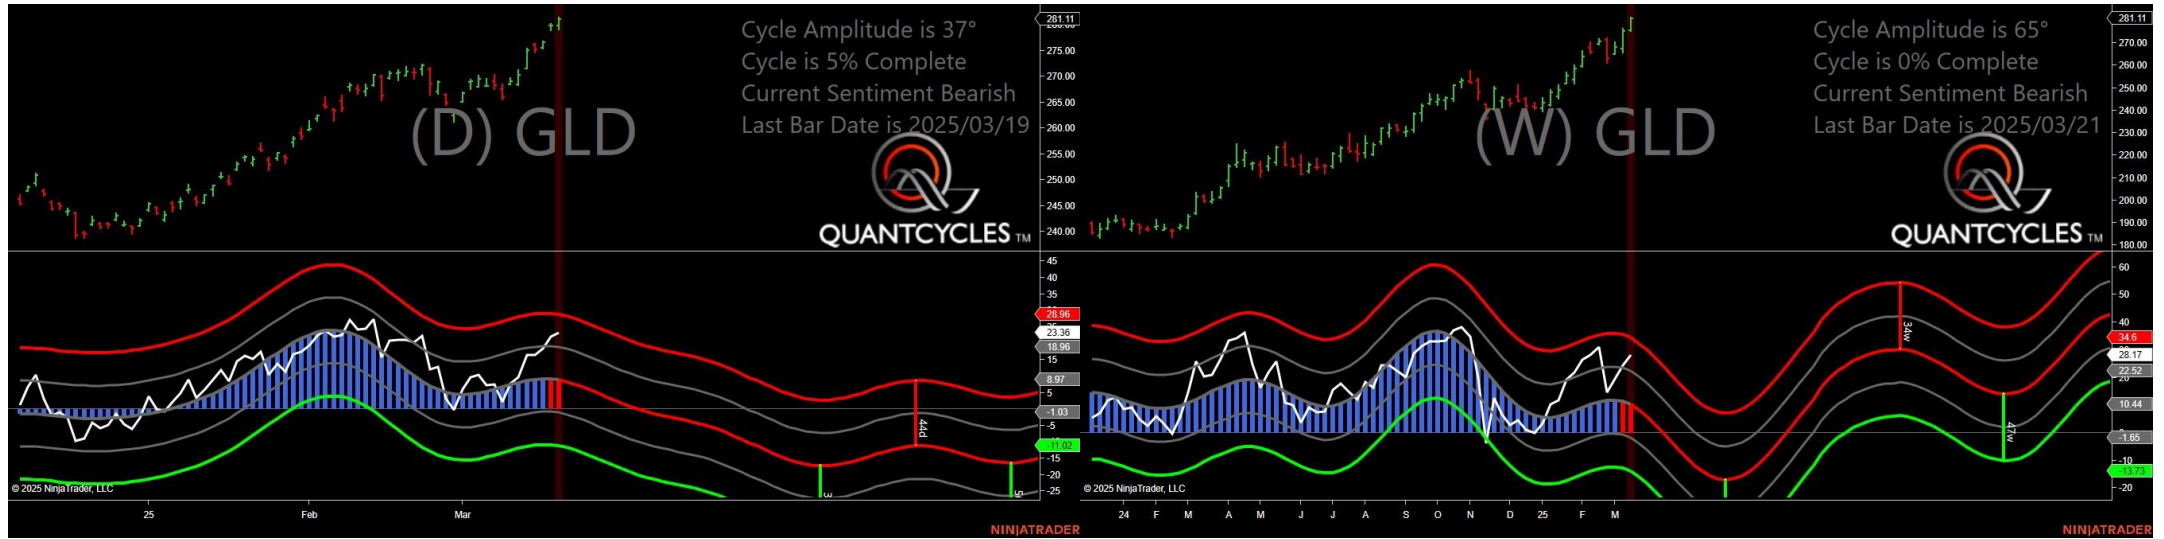 Cycle Amplitude is 37°
Cycle is 5% Complete
Current Sentiment Bearish
Last Bar Date is 2025/03/19
(D) GLD
QUANTCYCLES TM
281.11
275.00
270.00
265.00
260.00
255.00
250.00
245.00
240.00
45
40
35
28.96
23.36
18.96
15
8.97
5
-1.03
-5
-11.02
-15
-20
-25
44d
© 2025 NinjaTrader, LLC
25 Feb Mar
NINJATRADER
Cycle Amplitude is 65°
Cycle is 0% Complete
Current Sentiment Bearish
Last Bar Date is 2025/03/21
(W) GLD
QUANTCYCLES TM
281.11
270.00
260.00
250.00
240.00
230.00
220.00
210.00
200.00
190.00
180.00
60
50
40
34.6
28.17
22.52
20
10.44
-1.65
-10
-13.73
-20
34w
47w
© 2025 NinjaTrader, LLC
24 F M A M J J A S O N D 25 F M
NINJATRADER